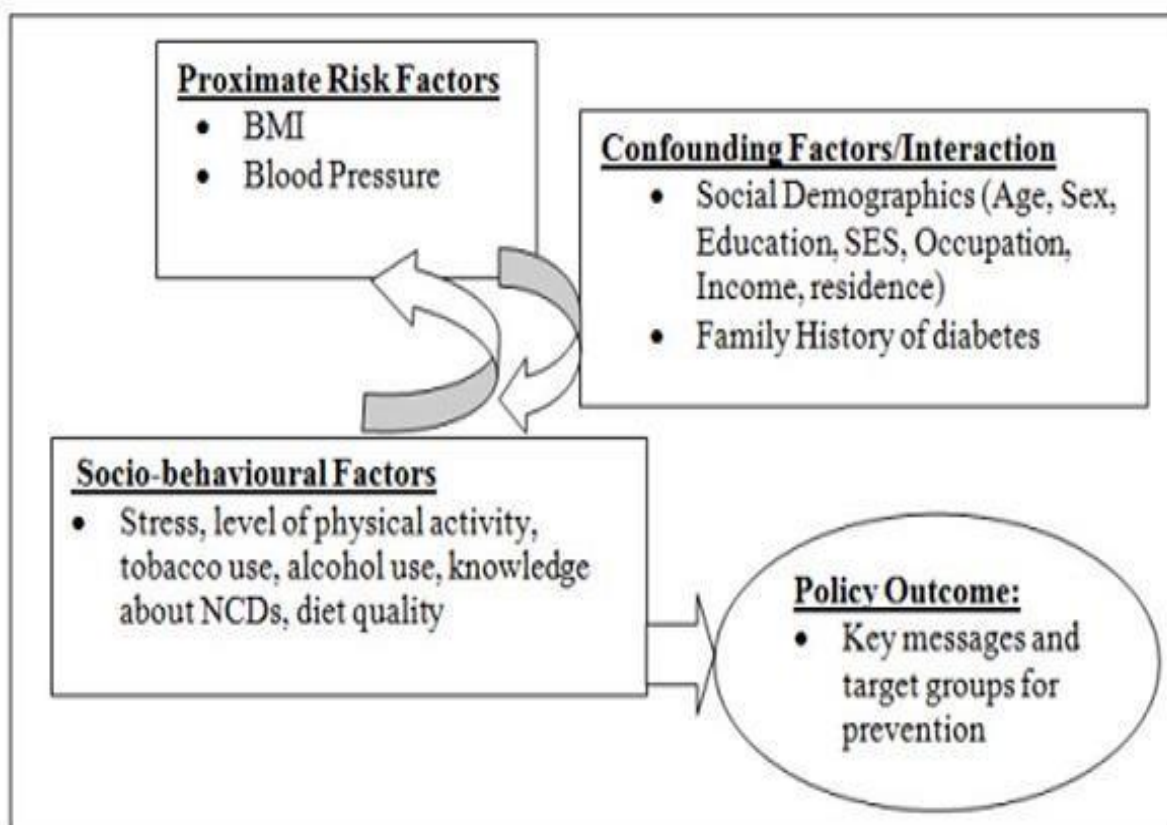 Proximate Risk Factors
• BMI
• Blood Pressure
Confounding Factors/Interaction
• Social Demographics (Age, Sex,
Education, SES, Occupation,
Income, residence)
• Family History of diabetes
Socio-behavioural Factors
• Stress, level of physical activity,
tobacco use, alcohol use, knowledge
about NCDs, diet quality
Policy Outcome:
• Key messages and
target groups for
prevention